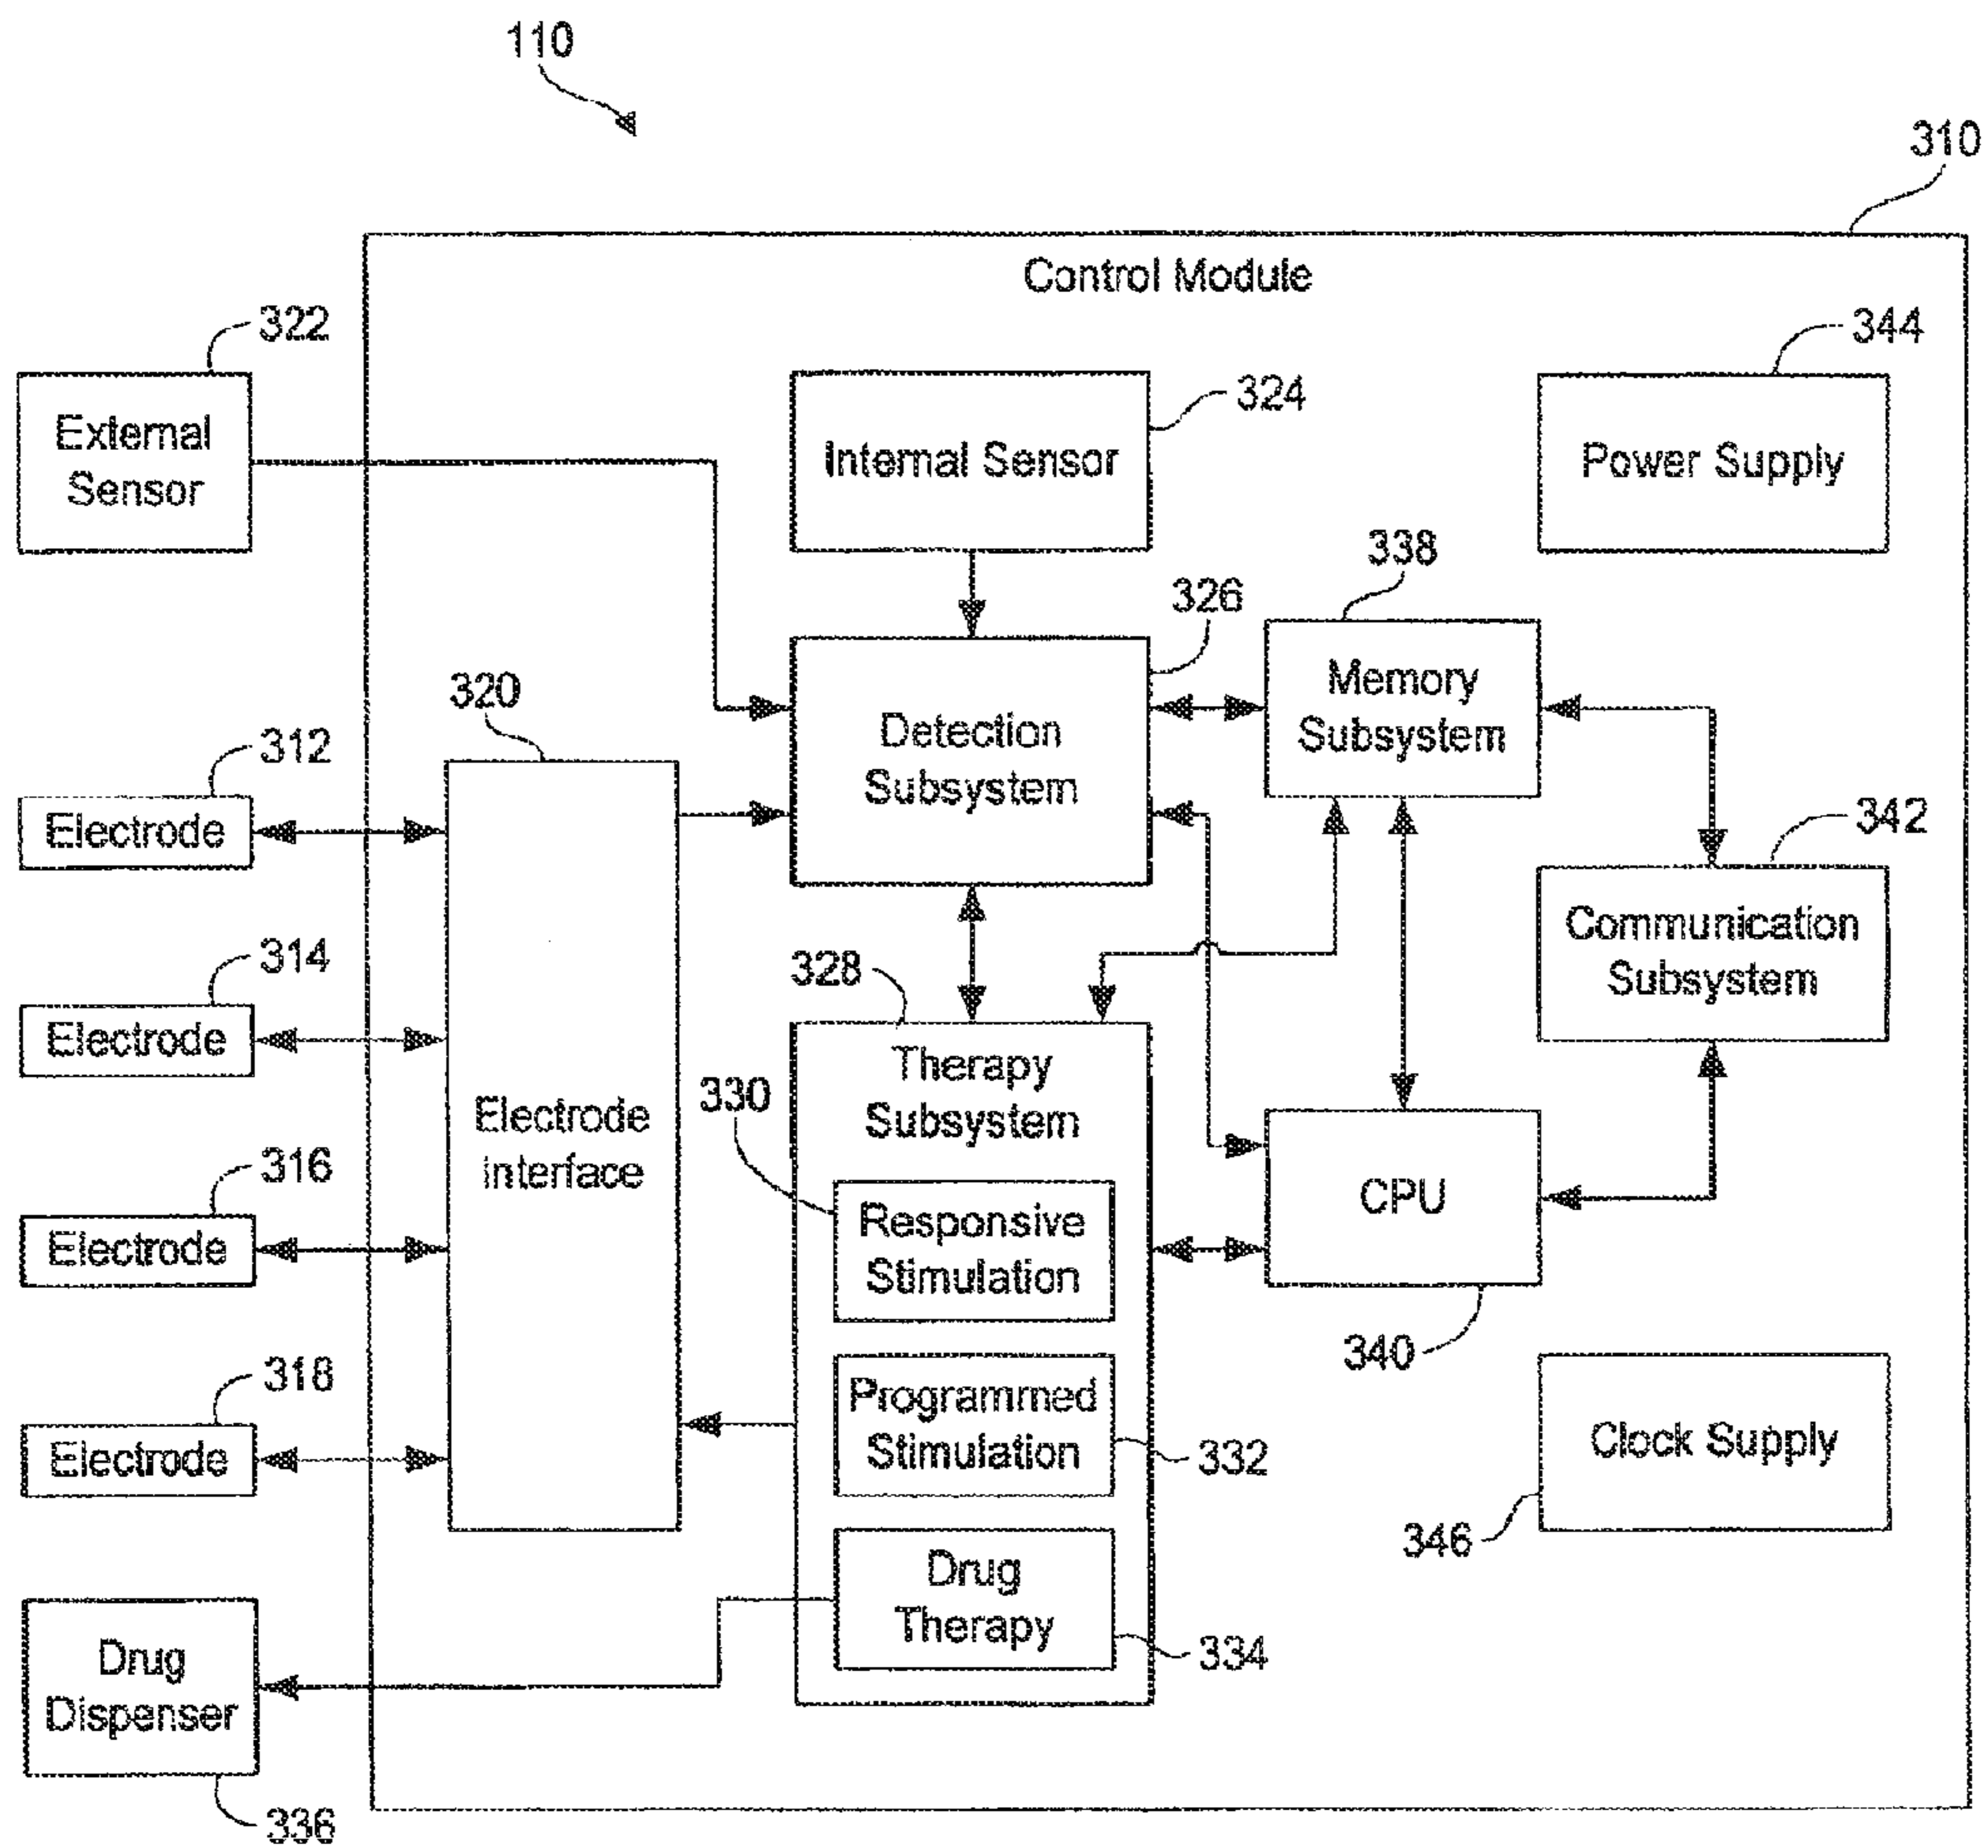 110
310
Control Module
322
344
External
Sensor
324
Internal Sensor
Power Supply
338
326
Memory
Subsystem
320
Detection
Subsystem
312
Electrode
342
Communication
Subsystem
314
Electrode
328
Therapy
Subsystem
330
Electrode
interface
316
Electrode
Responsive
Stimulation
CPU
340
318
Electrode
Programmed
Stimulation
332
Clock Supply
346
Drug
Therapy
334
Drug
Dispenser
336